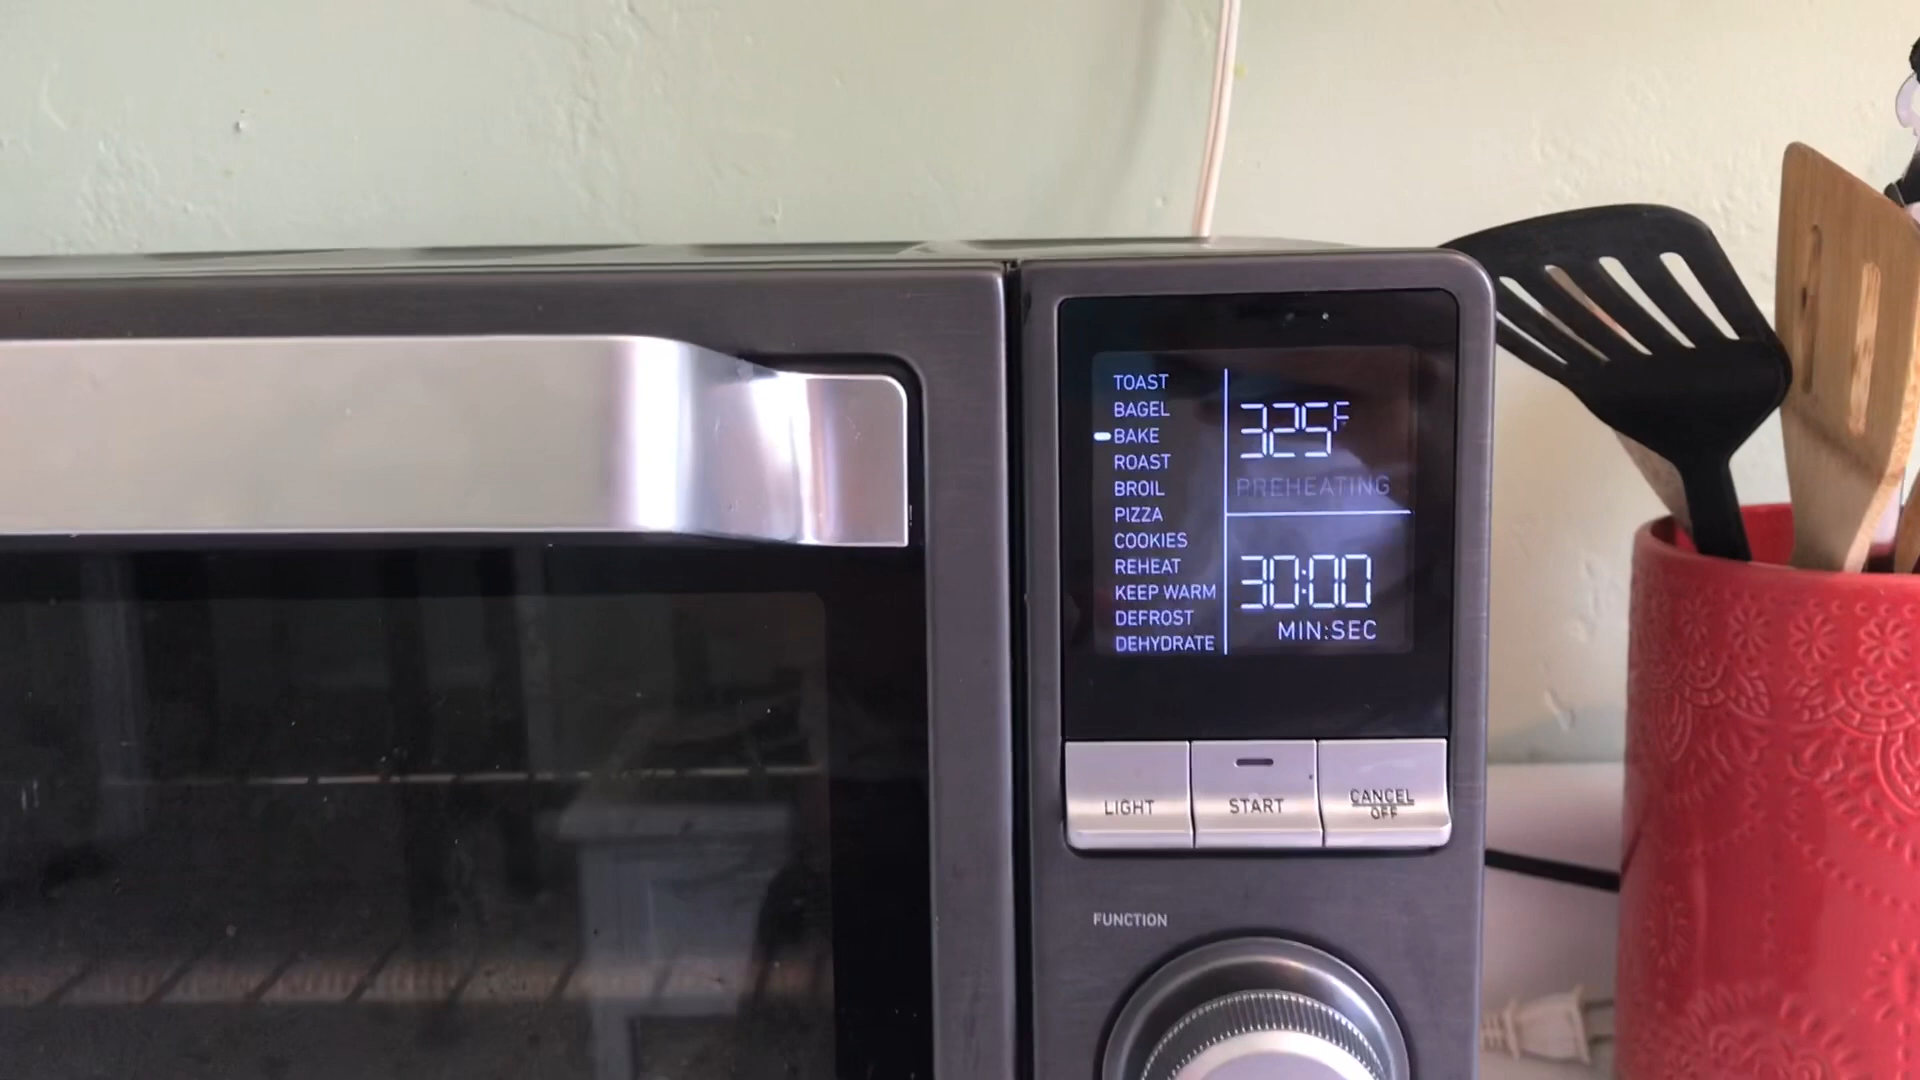 TOAST
BAGEL
BAKE
ROAST
BROIL
PIZZA
COOKIES
REHEAT
KEEP WARM
DEFROST
DEHYDRATE
325°F
PREHEATING
30:00
MIN:SEC
LIGHT
START
CANCEL
OFF
FUNCTION